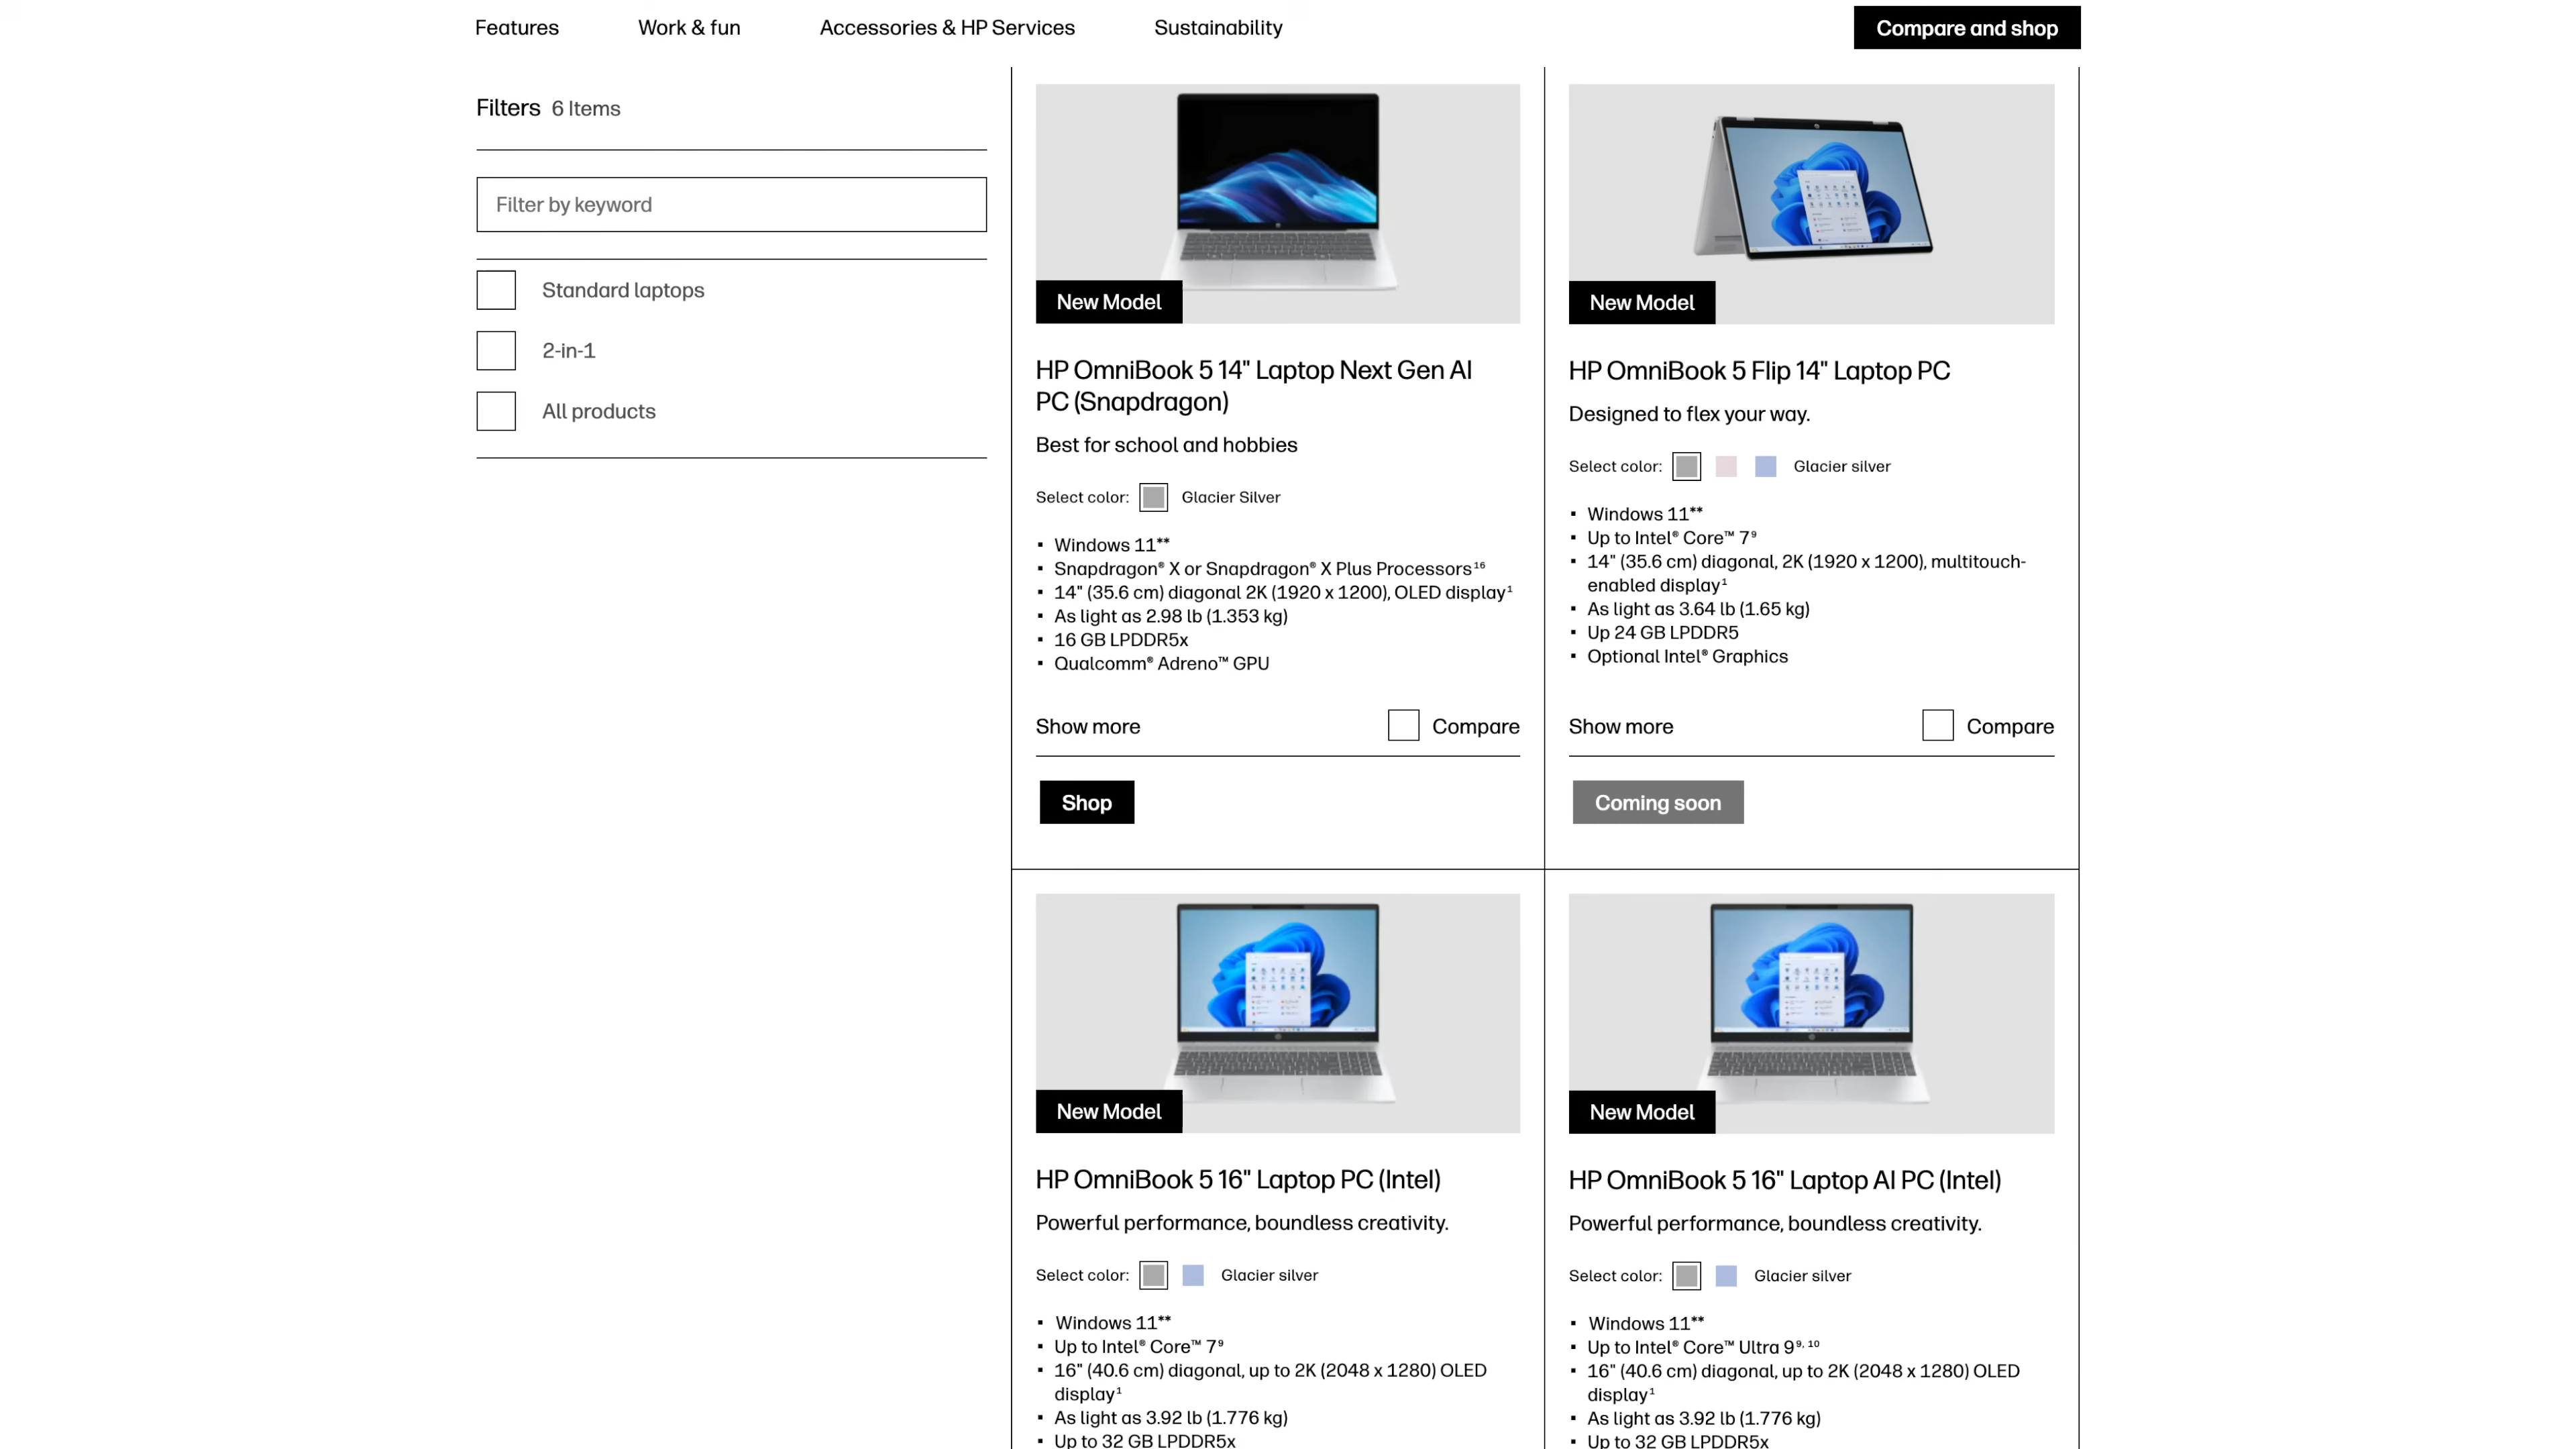 Features
Work & fun
Accessories & HP Services
Sustainability
Compare and shop
Filters 6 Items
Filter by keyword
Standard laptops
2-in-1
All products
New Model
HP OmniBook 5 14" Laptop Next Gen AI
PC (Snapdragon)
Best for school and hobbies
Select color: Glacier Silver
▪ Windows 11**
▪ Snapdragon® X or Snapdragon® X Plus Processors¹⁶
▪ 14" (35.6 cm) diagonal 2K (1920 x 1200), OLED display¹
▪ As light as 2.98 lb (1.353 kg)
▪ 16 GB LPDDR5x
▪ Qualcomm® Adreno™ GPU
Show more
Compare
Shop
New Model
HP OmniBook 5 Flip 14" Laptop PC
Designed to flex your way.
Select color: Glacier silver
▪ Windows 11**
▪ Up to Intel® Core™ 7⁹
▪ 14" (35.6 cm) diagonal, 2K (1920 x 1200), multitouch-
enabled display¹
▪ As light as 3.64 lb (1.65 kg)
▪ Up 24 GB LPDDR5
▪ Optional Intel® Graphics
Show more
Compare
Coming soon
New Model
HP OmniBook 5 16" Laptop PC (Intel)
Powerful performance, boundless creativity.
Select color: Glacier silver
▪ Windows 11**
▪ Up to Intel® Core™ 7⁹
▪ 16" (40.6 cm) diagonal, up to 2K (2048 x 1280) OLED
display¹
▪ As light as 3.92 lb (1.776 kg)
▪ Up to 32 GB LPDDR5x
New Model
HP OmniBook 5 16" Laptop AI PC (Intel)
Powerful performance, boundless creativity.
Select color: Glacier silver
▪ Windows 11**
▪ Up to Intel® Core™ Ultra 9⁹, ¹⁰
▪ 16" (40.6 cm) diagonal, up to 2K (2048 x 1280) OLED
display¹
▪ As light as 3.92 lb (1.776 kg)
▪ Up to 32 GB LPDDR5x